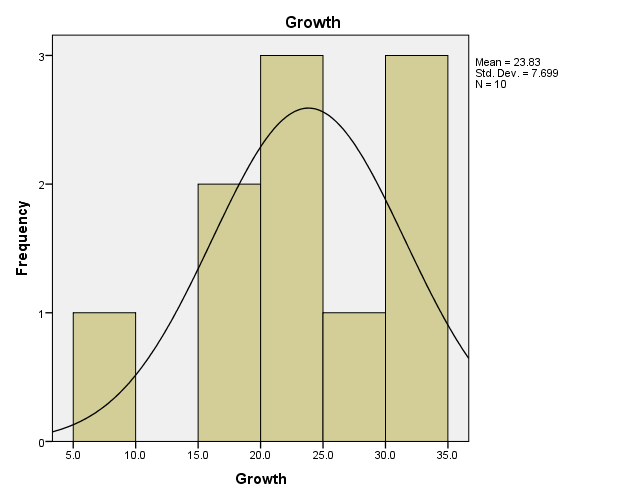 Growth
Mean = 23.83
Std. Dev. = 7.699
N = 10
Frequency
3
2
1
0
5.0 10.0 15.0 20.0 25.0 30.0 35.0
Growth